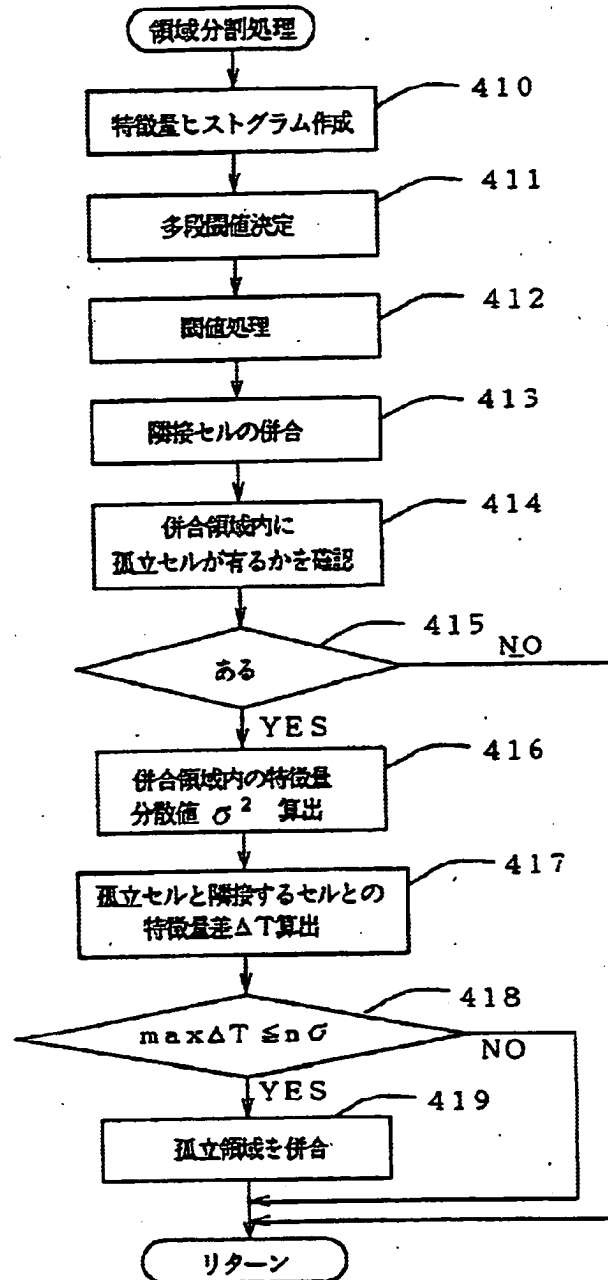 領域分割処理
410
特徴量ヒストグラム作成
411
多段閾値決定
412
閾値処理
413
隣接セルの併合
414
併合領域内に
孤立セルが有るかを確認
415
ある
NO
YES
416
併合領域内の特徴量
分散値 σ² 算出
417
孤立セルと隣接するセルとの
特徴量差ΔT算出
418
maxΔT≦nσ
NO
YES
419
孤立領域を併合
リターン